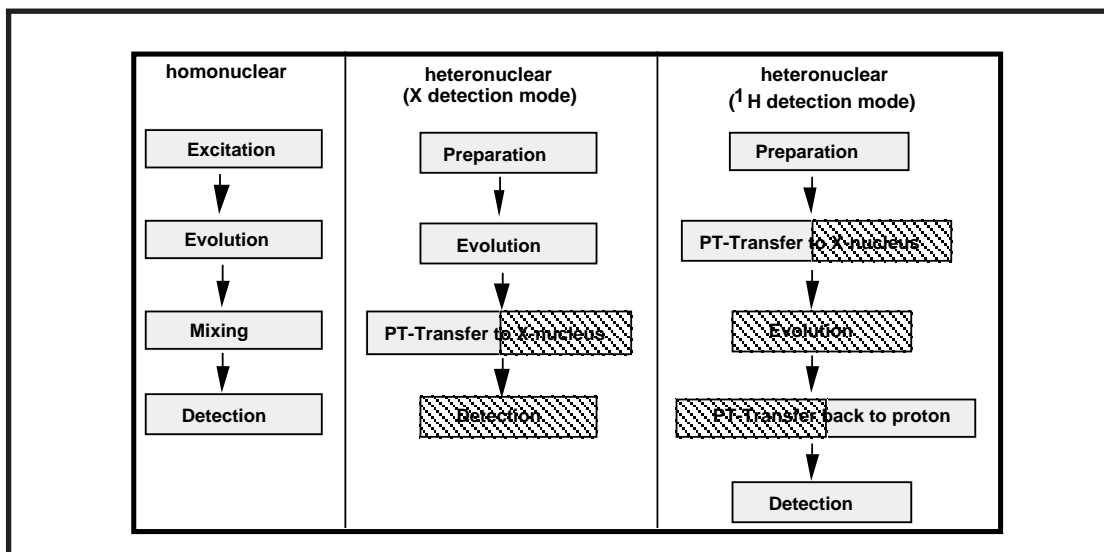 homonuclear
Excitation
Evolution
Mixing
Detection
heteronuclear
(X detection mode)
Preparation
Evolution
PT-Transfer to X-nucleus
Detection
heteronuclear
(1 H detection mode)
Preparation
PT-Transfer to X-nucleus
Evolution
PT-Transfer back to proton
Detection